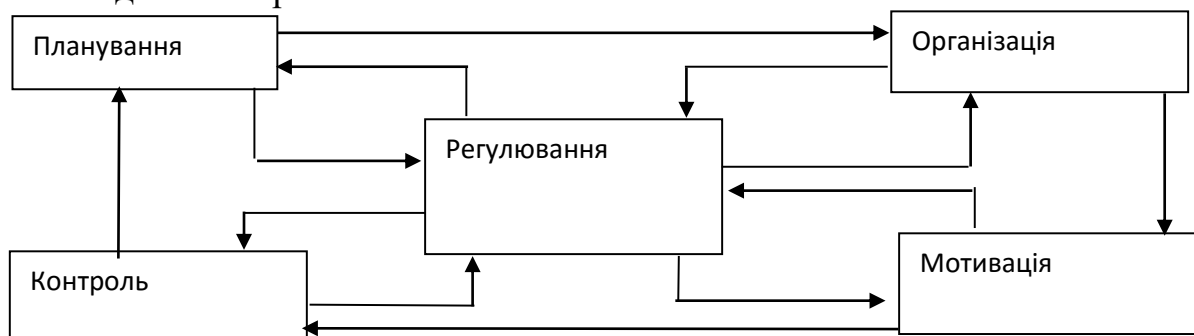 Планування
Організація
Регулювання
Контроль
Мотивація